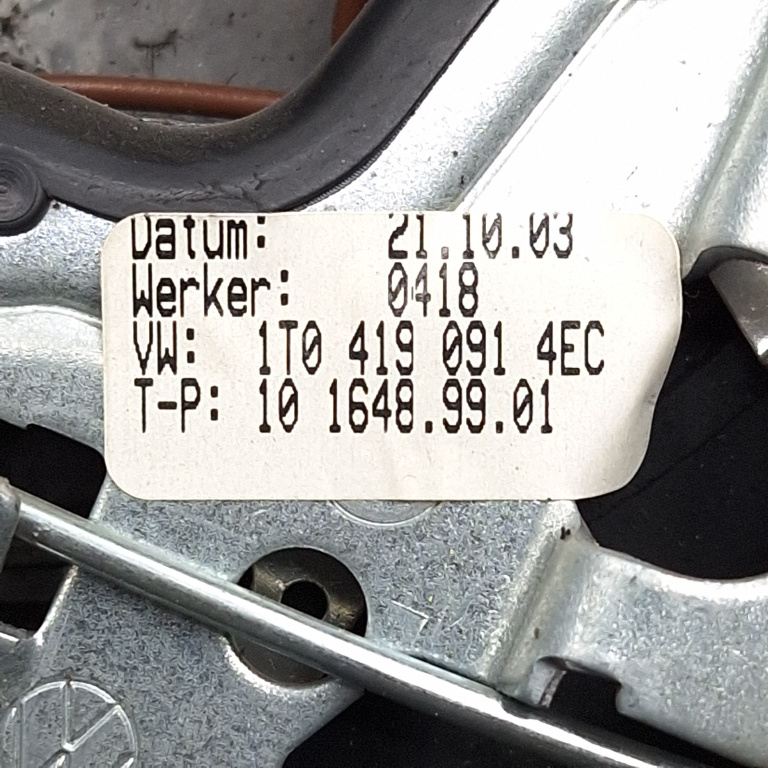 Datum: 21.10.03
Werker: 0418
VW: 1T0 419 091 4EC
T-P: 10 1648.99.01